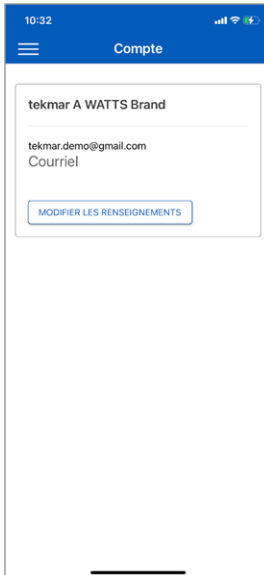 10:32
Compte
tekmar A WATTS Brand
tekmar.demo@gmail.com
Courriel
MODIFIER LES RENSEIGNEMENTS